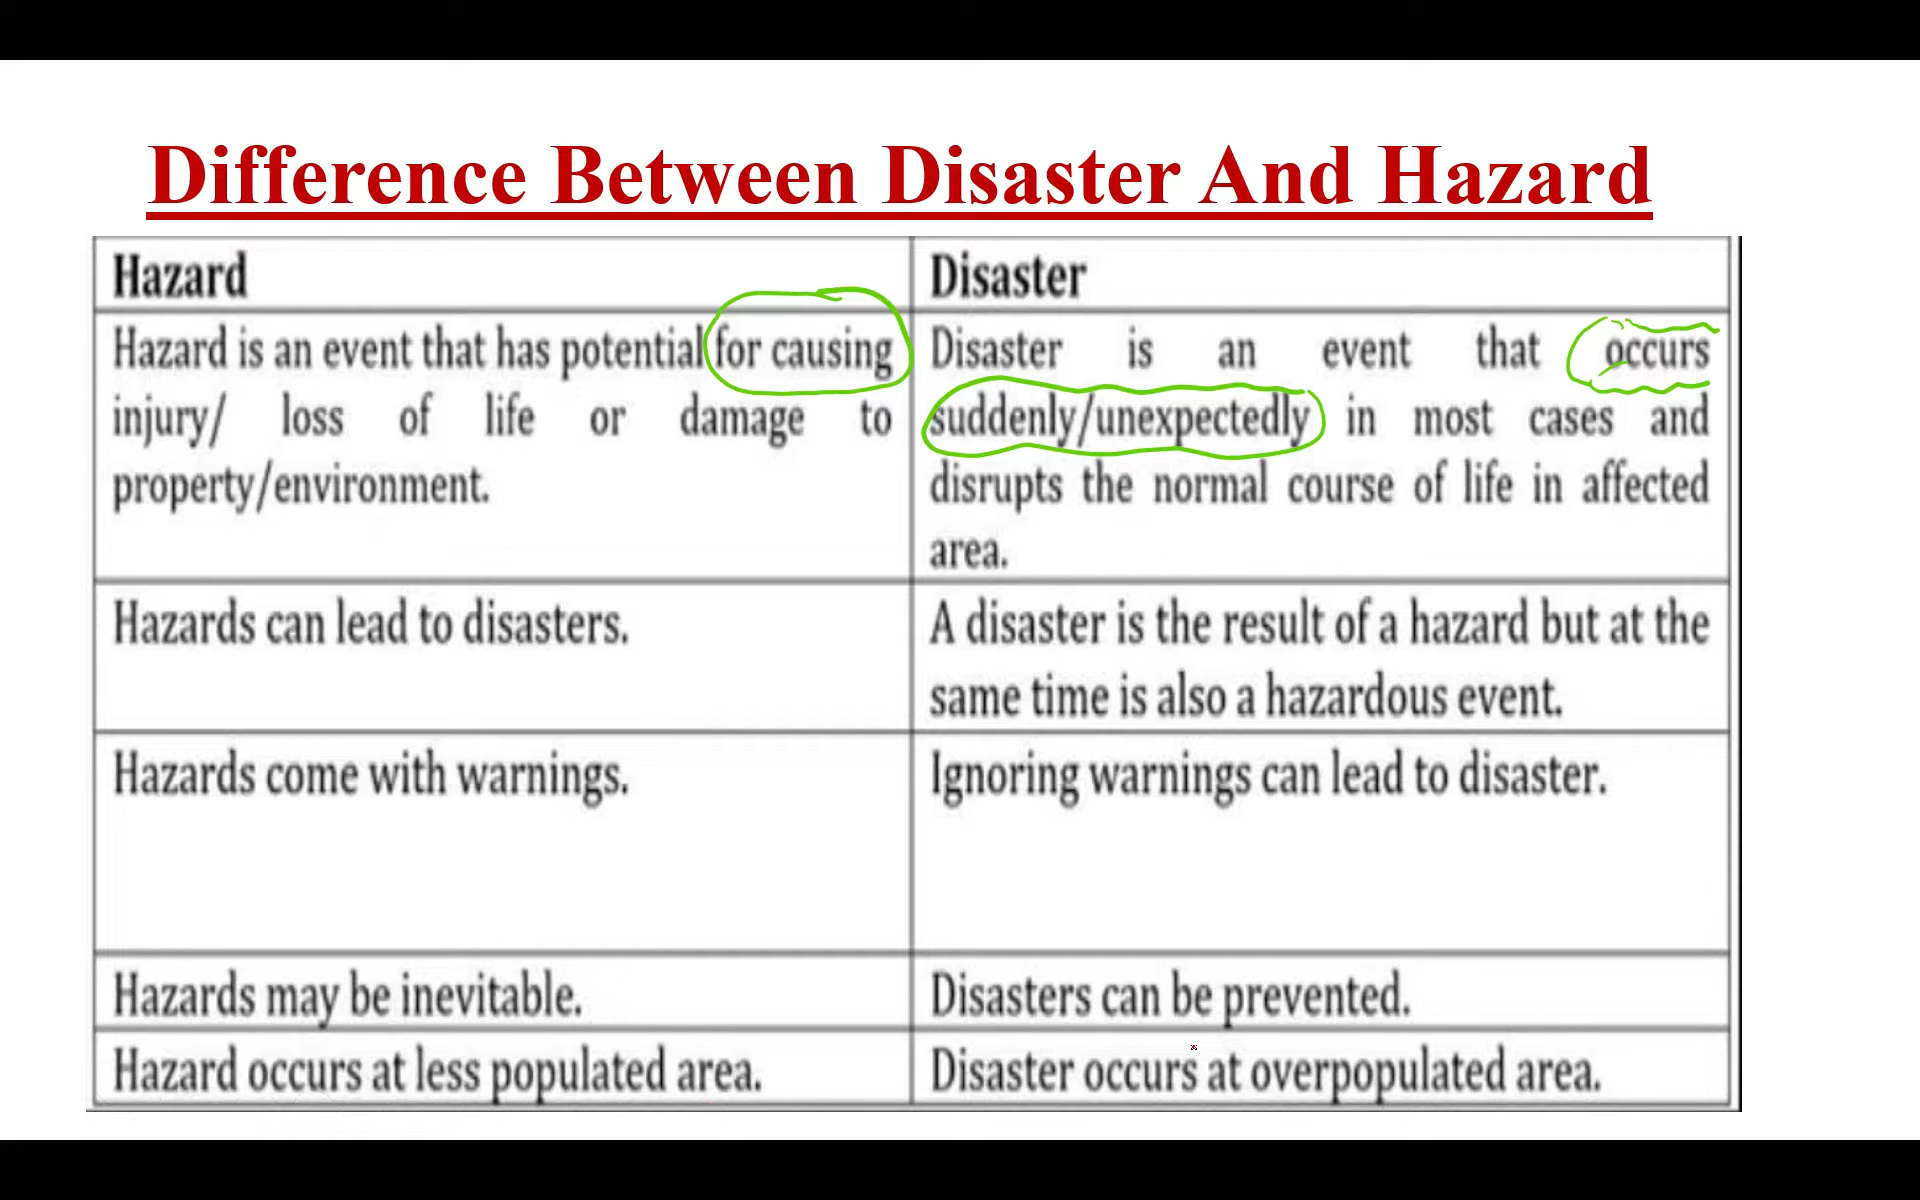 Difference Between Disaster And Hazard
Hazard
Disaster
Hazard is an event that has potential for causing
injury/ loss of life or damage to
property/environment.
Disaster is an event that occurs
suddenly/unexpectedly in most cases and
disrupts the normal course of life in affected
area.
Hazards can lead to disasters.
A disaster is the result of a hazard but at the
same time is also a hazardous event.
Hazards come with warnings.
Ignoring warnings can lead to disaster.
Hazards may be inevitable.
Disasters can be prevented.
Hazard occurs at less populated area.
Disaster occurs at overpopulated area.